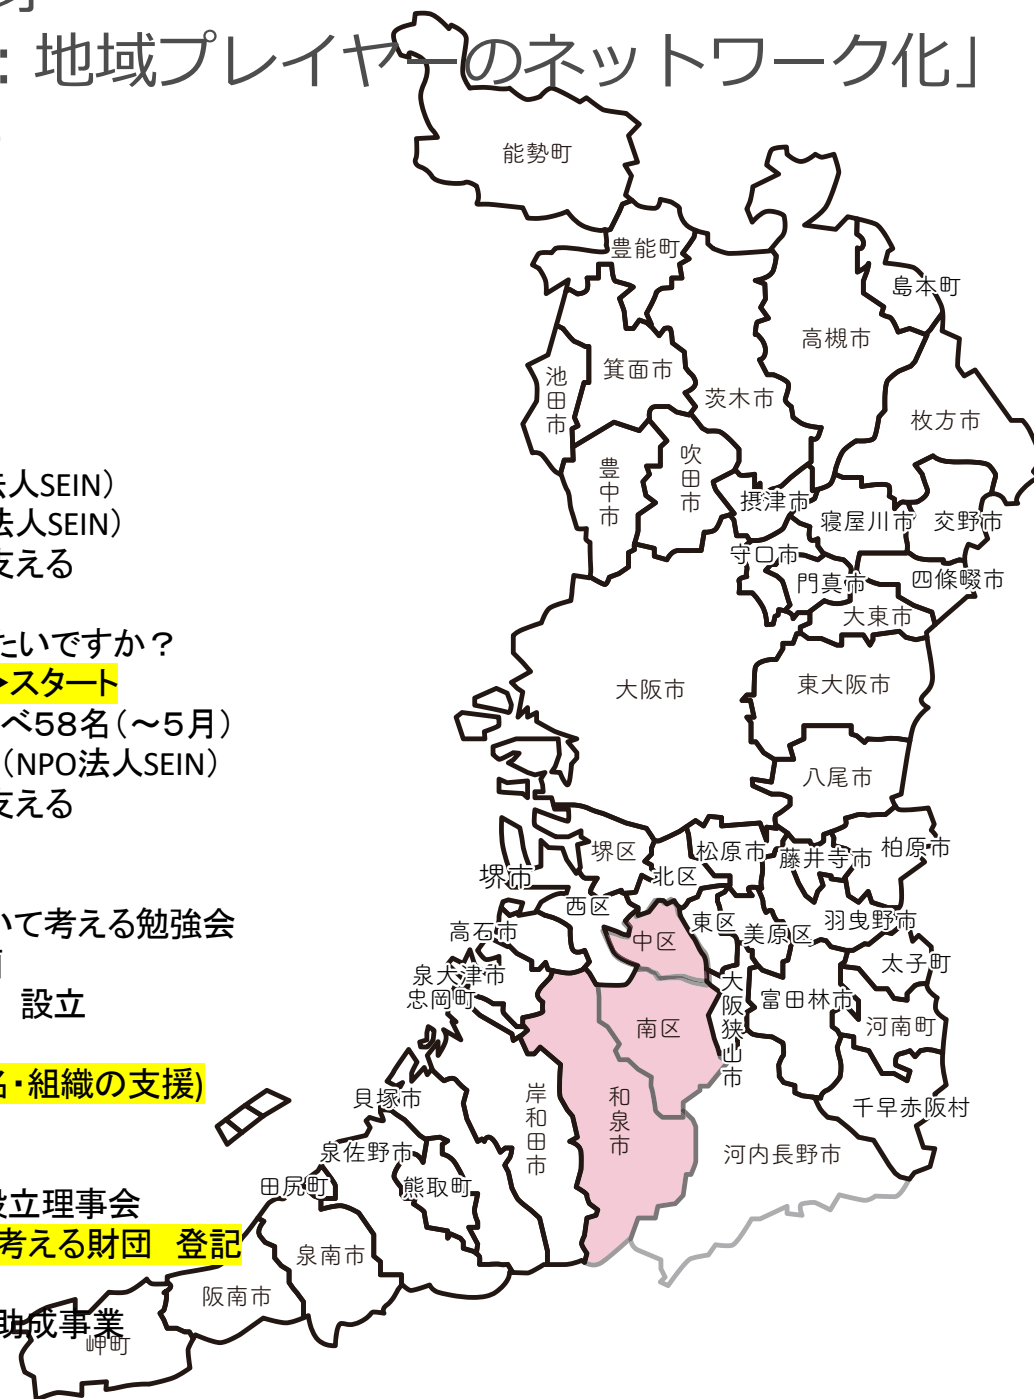 ：地域プレイヤーのネットワーク化」
法人SEIN）
法人SEIN）
支える
たいですか？
スタート
べ58名（～5月）
（NPO法人SEIN）
支える
いて考える勉強会
設立
名・組織の支援)
設立理事会
考える財団　登記
助成事業
能勢町
豊能町
島本町
高槻市
箕面市
池田市
茨木市
枚方市
豊中市
吹田市
摂津市
寝屋川市
交野市
守口市
門真市
四條畷市
大東市
大阪市
東大阪市
八尾市
堺区
松原市
藤井寺市
柏原市
堺市
北区
西区
東区
羽曳野市
高石市
中区
美原区
太子町
泉大津市
忠岡町
大阪狭山市
富田林市
南区
河南町
貝塚市
岸和田市
和泉市
千早赤阪村
泉佐野市
河内長野市
田尻町
熊取町
泉南市
阪南市
岬町